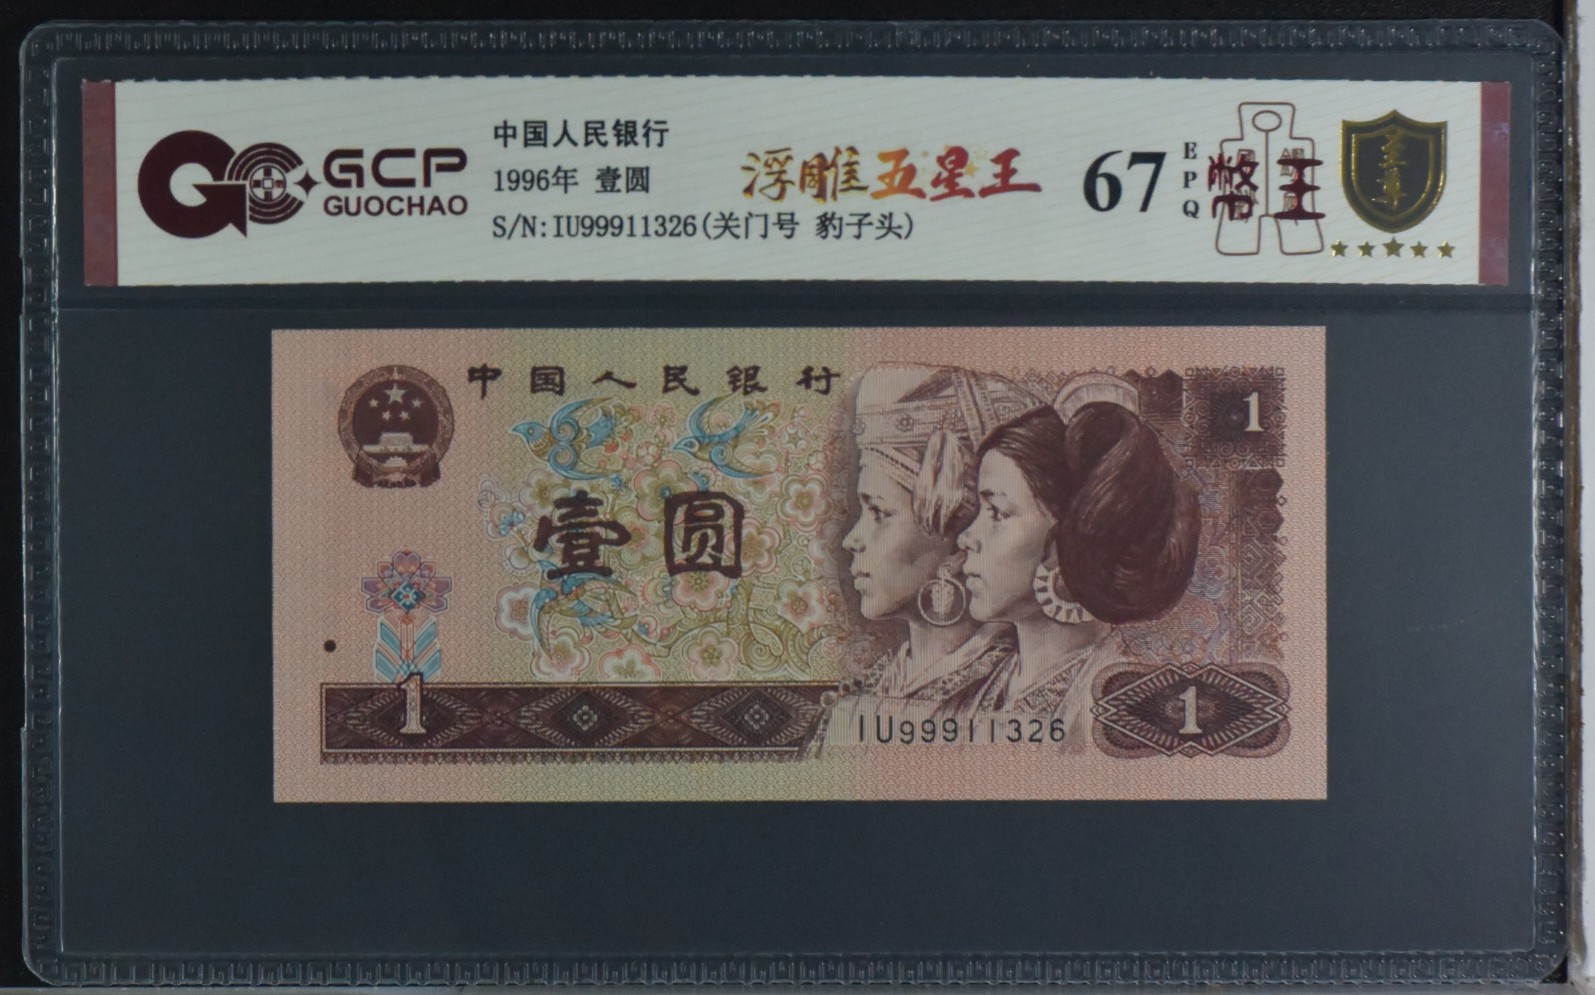 GCP
GUOCHAO
中国人民银行
1996年 壹圆
S/N:IU99911326(关门号 豹子头)
浮雕五星王
67
EPQ
币王
至尊
中国人民银行
1
壹圆
1
IU99911326
1